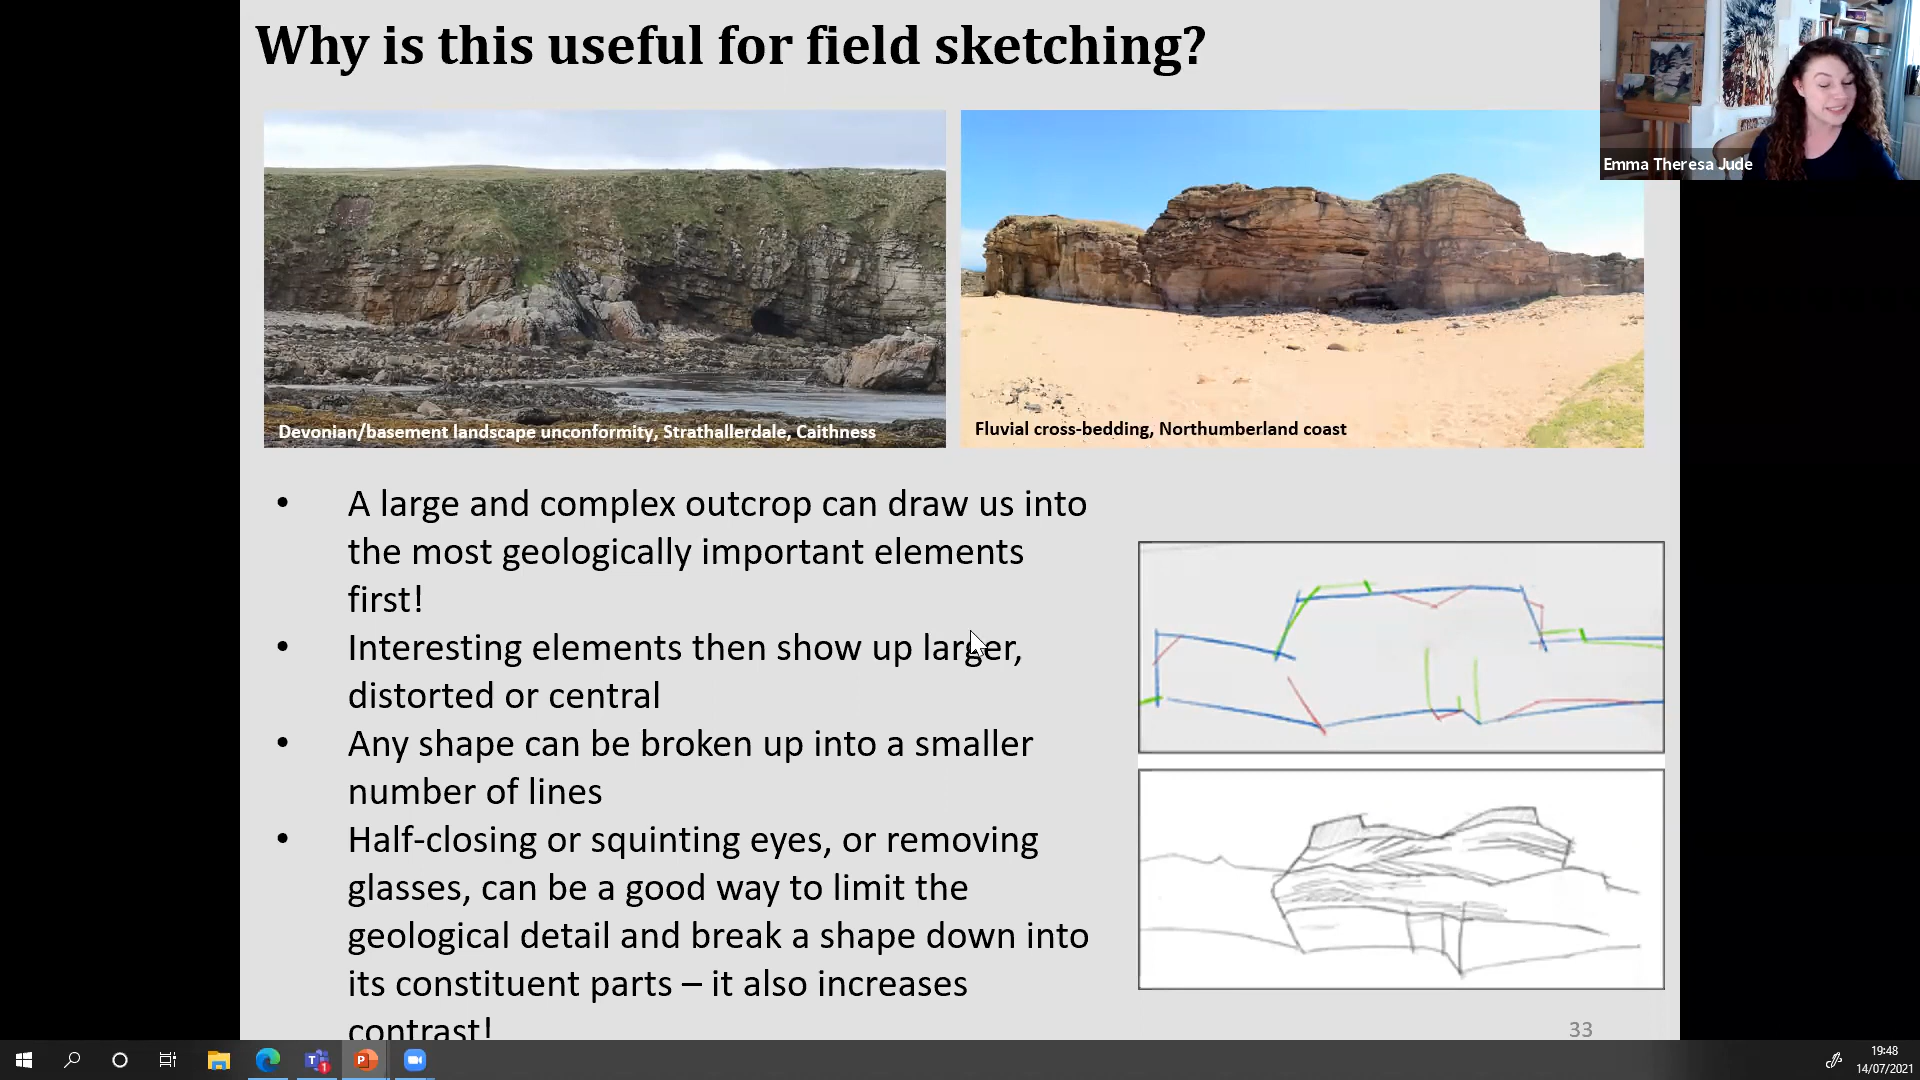 Why is this useful for field sketching?
Emma Theresa Jude
Devonian/basement landscape unconformity, Strathallerdale, Caithness
Fluvial cross-bedding, Northumberland coast
• A large and complex outcrop can draw us into
the most geologically important elements
first!
• Interesting elements then show up larger,
distorted or central
• Any shape can be broken up into a smaller
number of lines
• Half-closing or squinting eyes, or removing
glasses, can be a good way to limit the
geological detail and break a shape down into
its constituent parts – it also increases
contrast!
33
19:48
14/07/2021